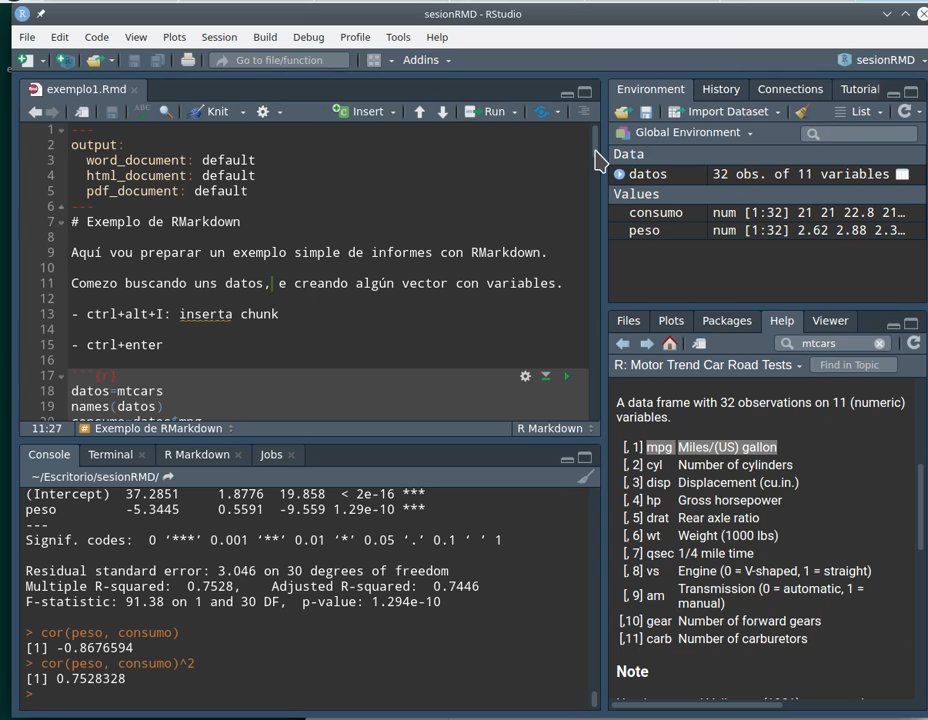 sesionRMD - RStudio
File Edit Code View Plots Session Build Debug Profile Tools Help
Go to file/function Addins sesionRMD
exemplo1.Rmd
Knit Insert Run
1 ---
2 output:
3 word_document: default
4 html_document: default
5 pdf_document: default
6 ---
7 # Exemplo de RMarkdown
8
9 Aquí vou preparar un exemplo simple de informes con RMarkdown.
10
11 Comezo buscando uns datos, e creando algún vector con variables.
12
13 - ctrl+alt+I: inserta chunk
14
15 - ctrl+enter
16
17 ```{r}
18 datos=mtcars
19 names(datos)
20 consumo=datos$mpg
11:27 Exemplo de RMarkdown R Markdown
Console Terminal R Markdown Jobs
~/Escritorio/sesionRMD/
(Intercept) 37.2851 1.8776 19.858 < 2e-16 ***
peso -5.3445 0.5591 -9.559 1.29e-10 ***
---
Signif. codes: 0 ‘***’ 0.001 ‘**’ 0.01 ‘*’ 0.05 ‘.’ 0.1 ‘ ’ 1
Residual standard error: 3.046 on 30 degrees of freedom
Multiple R-squared: 0.7528, Adjusted R-squared: 0.7446
F-statistic: 91.38 on 1 and 30 DF, p-value: 1.294e-10
> cor(peso, consumo)
[1] -0.8676594
> cor(peso, consumo)^2
[1] 0.7528328
>
Environment History Connections Tutorial
Import Dataset List
Global Environment
Data
datos 32 obs. of 11 variables
Values
consumo num [1:32] 21 21 22.8 21…
peso num [1:32] 2.62 2.88 2.3…
Files Plots Packages Help Viewer
mtcars
R: Motor Trend Car Road Tests Find in Topic
A data frame with 32 observations on 11 (numeric)
variables.
[, 1] mpg Miles/(US) gallon
[, 2] cyl Number of cylinders
[, 3] disp Displacement (cu.in.)
[, 4] hp Gross horsepower
[, 5] drat Rear axle ratio
[, 6] wt Weight (1000 lbs)
[, 7] qsec 1/4 mile time
[, 8] vs Engine (0 = V-shaped, 1 = straight)
[, 9] am Transmission (0 = automatic, 1 =
manual)
[,10] gear Number of forward gears
[,11] carb Number of carburetors
Note